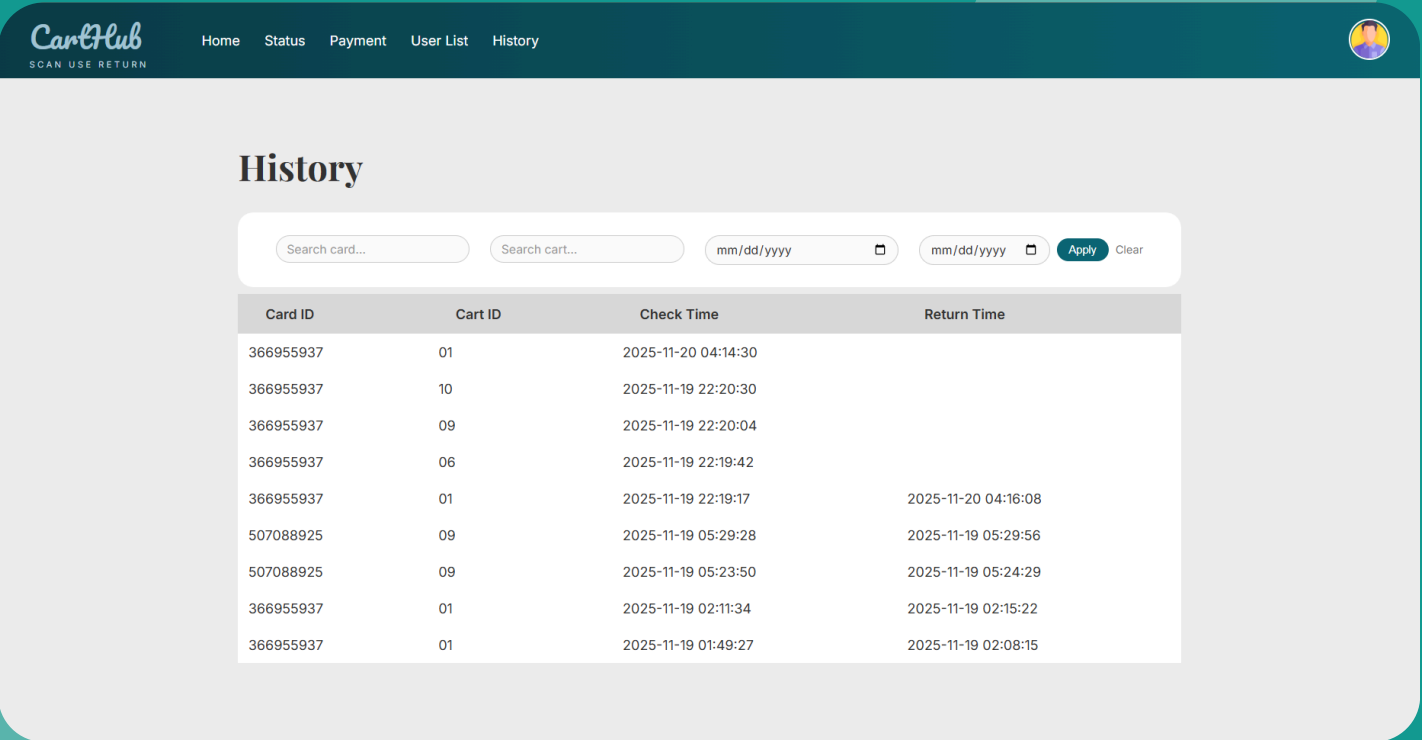 CartHub
SCAN USE RETURN
Home Status Payment User List History
History
Search card... Search cart... mm/dd/yyyy mm/dd/yyyy Apply Clear
Card ID Cart ID Check Time Return Time
366955937 01 2025-11-20 04:14:30
366955937 10 2025-11-19 22:20:30
366955937 09 2025-11-19 22:20:04
366955937 06 2025-11-19 22:19:42
366955937 01 2025-11-19 22:19:17 2025-11-20 04:16:08
507088925 09 2025-11-19 05:29:28 2025-11-19 05:29:56
507088925 09 2025-11-19 05:23:50 2025-11-19 05:24:29
366955937 01 2025-11-19 02:11:34 2025-11-19 02:15:22
366955937 01 2025-11-19 01:49:27 2025-11-19 02:08:15